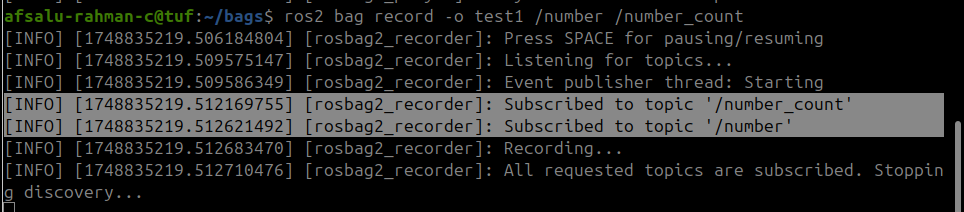 afsalu-rahman-c@tuf:~/bags$ ros2 bag record -o test1 /number /number_count
[INFO] [1748835219.506184804] [rosbag2_recorder]: Press SPACE for pausing/resuming
[INFO] [1748835219.509575147] [rosbag2_recorder]: Listening for topics...
[INFO] [1748835219.509586349] [rosbag2_recorder]: Event publisher thread: Starting
[INFO] [1748835219.512169755] [rosbag2_recorder]: Subscribed to topic '/number_count'
[INFO] [1748835219.512621492] [rosbag2_recorder]: Subscribed to topic '/number'
[INFO] [1748835219.512683470] [rosbag2_recorder]: Recording...
[INFO] [1748835219.512710476] [rosbag2_recorder]: All requested topics are subscribed. Stoppin
g discovery...